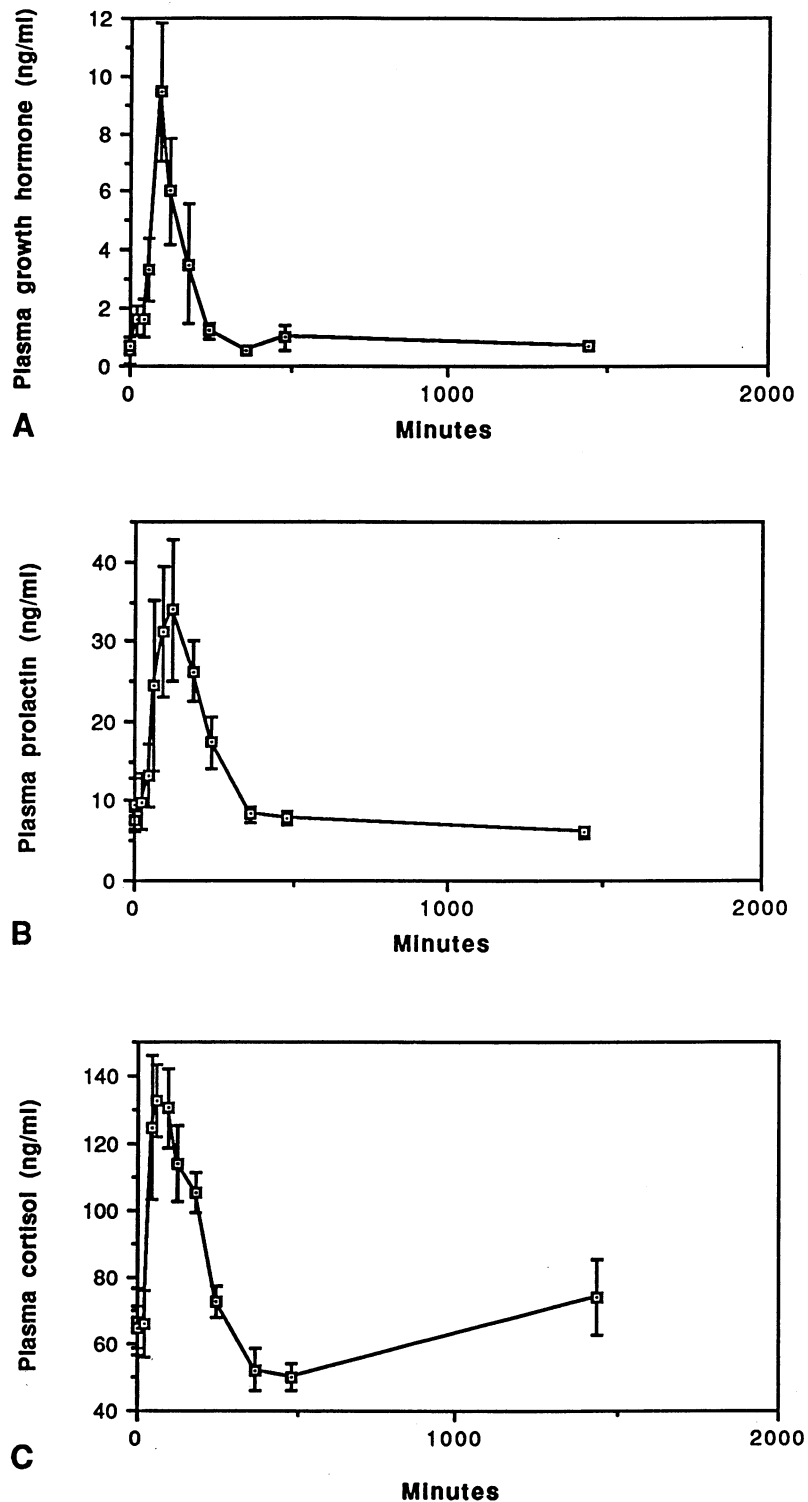 Plasma growth hormone (ng/ml)
12
10
8
6
4
2
0
0 1000 2000
Minutes
A
Plasma prolactin (ng/ml)
40
30
20
10
0
0 1000 2000
Minutes
B
Plasma cortisol (ng/ml)
140
120
100
80
60
40
0 1000 2000
Minutes
C